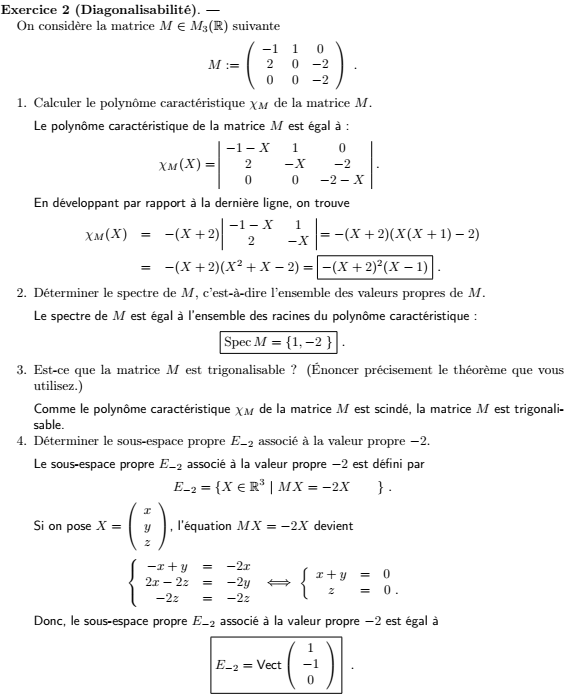 Exercice 2 (Diagonalisabilité). —
On considère la matrice M ∈ M₃(ℝ) suivante
M := ( −1 1 0
2 0 −2
0 0 −2 ) .
1. Calculer le polynôme caractéristique χ_M de la matrice M.
Le polynôme caractéristique de la matrice M est égal à :
χ_M(X) = | −1 − X 1 0
2 −X −2
0 0 −2 − X | .
En développant par rapport à la dernière ligne, on trouve
χ_M(X) = −(X + 2) | −1 − X 1
2 −X | = −(X + 2)(X(X + 1) − 2)
= −(X + 2)(X² + X − 2) = −(X + 2)²(X − 1) .
2. Déterminer le spectre de M, c'est-à-dire l'ensemble des valeurs propres de M.
Le spectre de M est égal à l'ensemble des racines du polynôme caractéristique :
Spec M = {1, −2 } .
3. Est-ce que la matrice M est trigonalisable ? (Énoncer précisement le théorème que vous
utilisez.)
Comme le polynôme caractéristique χ_M de la matrice M est scindé, la matrice M est trigonali-
sable.
4. Déterminer le sous-espace propre E₋₂ associé à la valeur propre −2.
Le sous-espace propre E₋₂ associé à la valeur propre −2 est défini par
E₋₂ = {X ∈ ℝ³ | MX = −2X } .
Si on pose X = ( x
y
z ) , l'équation MX = −2X devient
{ −x + y = −2x
2x − 2z = −2y
−2z = −2z ⟺ { x + y = 0
z = 0 .
Donc, le sous-espace propre E₋₂ associé à la valeur propre −2 est égal à
E₋₂ = Vect ( 1
−1
0 ) .